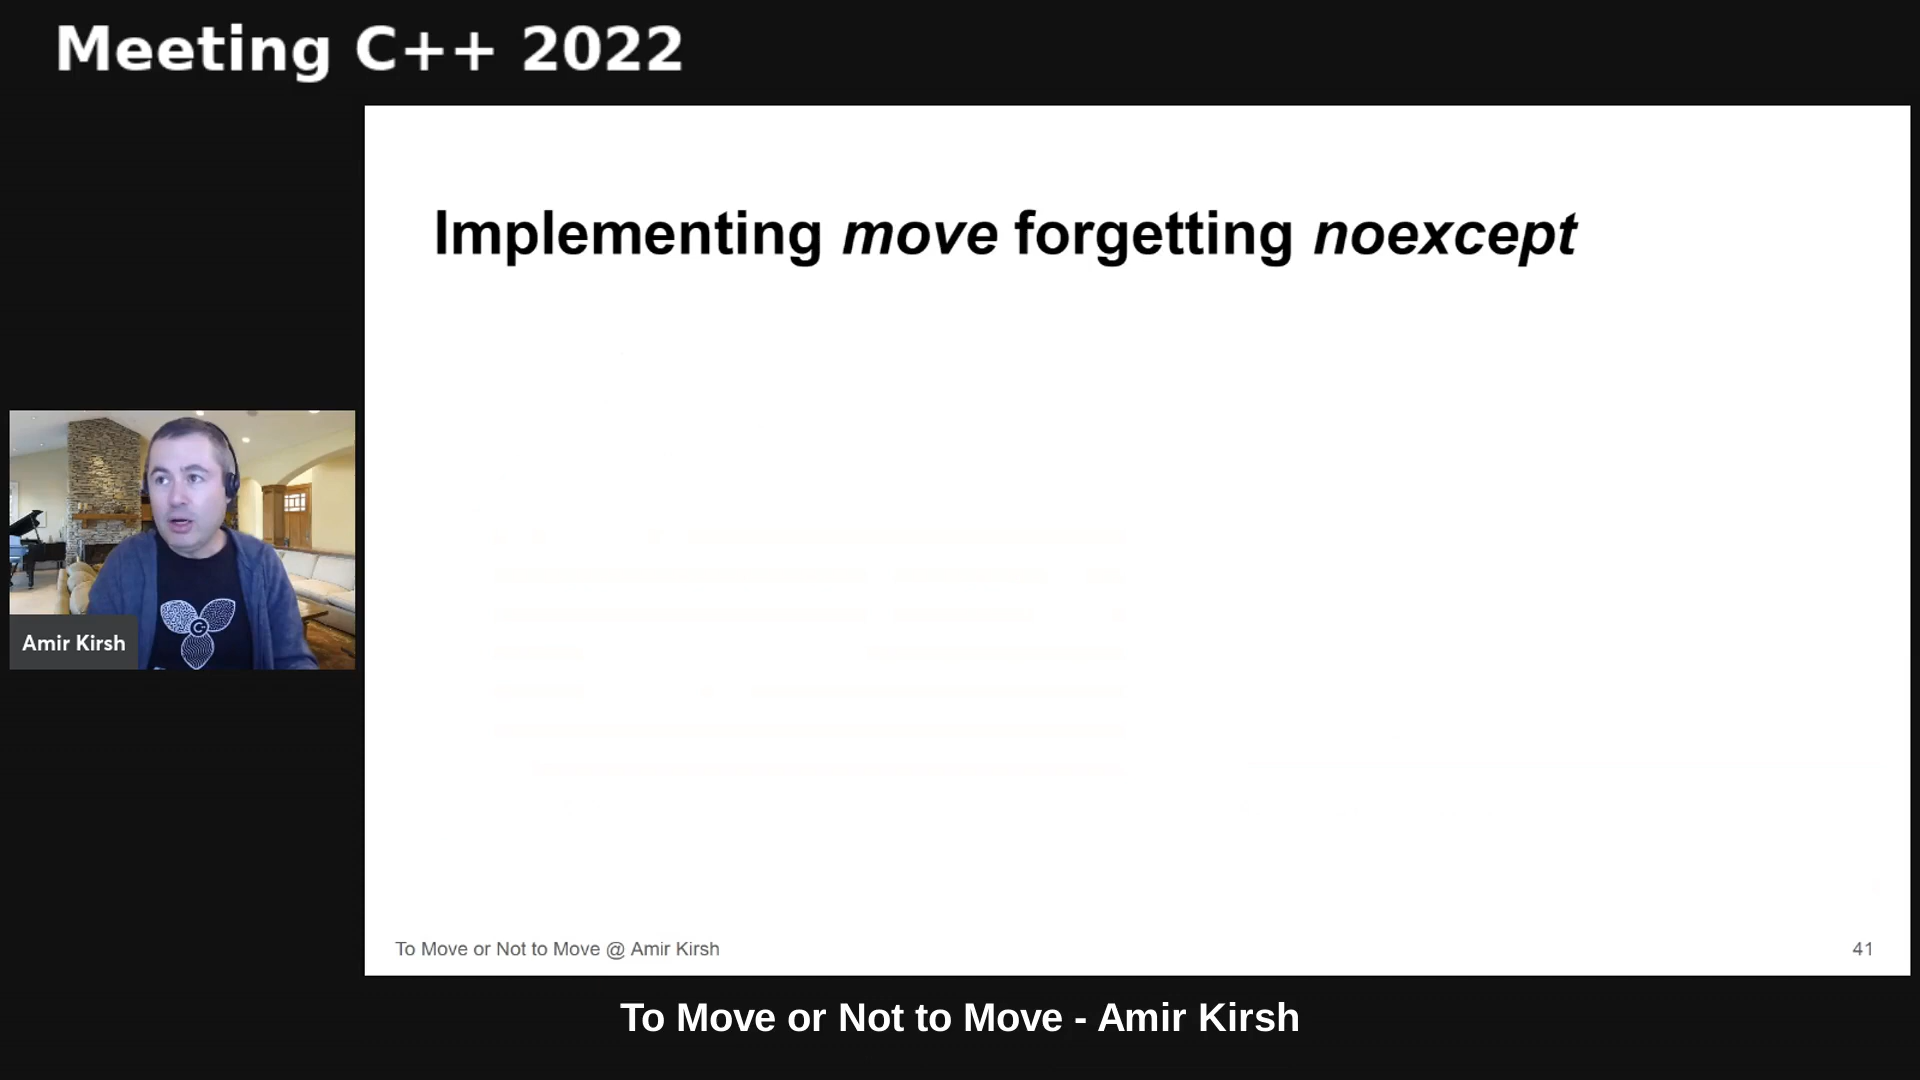 Meeting C++ 2022
Implementing move forgetting noexcept
Amir Kirsh
To Move or Not to Move @ Amir Kirsh
41
To Move or Not to Move - Amir Kirsh